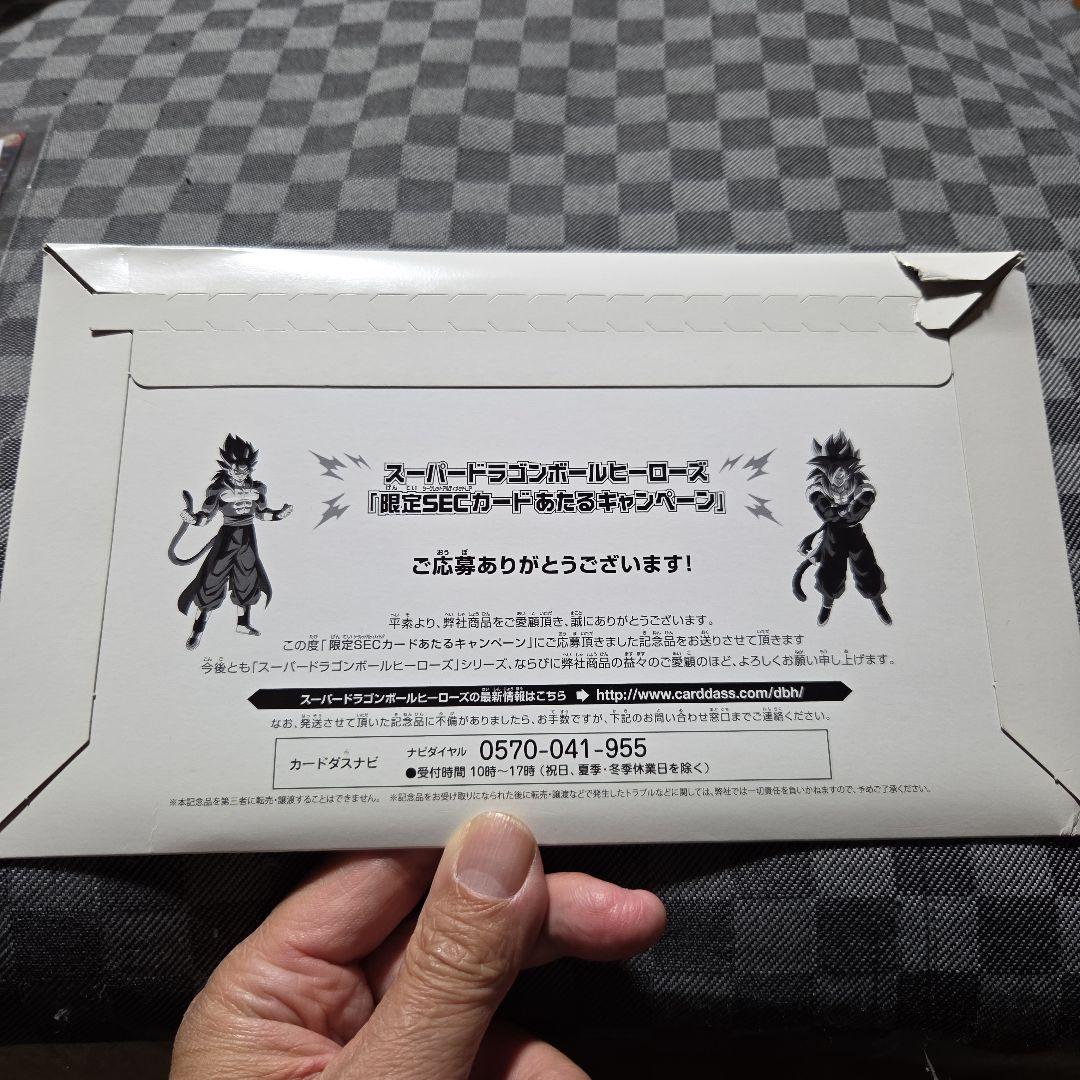 スーパードラゴンボールヒーローズ
『限定SECカードあたるキャンペーン』
ご応募ありがとうございます!
平素より、弊社商品をご愛顧頂き、誠にありがとうございます。
この度「限定SECカードあたるキャンペーン」にご応募頂きました記念品をお送りさせて頂きます
今後とも「スーパードラゴンボールヒーローズ」シリーズ、ならびに弊社商品の益々のご愛顧のほど、よろしくお願い申し上げます。
スーパードラゴンボールヒーローズの最新情報はこちら ➡ http://www.carddass.com/dbh/
なお、発送させて頂いた記念品に不備がありましたら、お手数ですが、下記のお問い合わせ窓口までご連絡ください。
カードダスナビ ナビダイヤル 0570-041-955
●受付時間 10時〜17時(祝日、夏季・冬季休業日を除く)
※本記念品を第三者に転売・譲渡することはできません。 ※記念品をお受け取りになられた後に転売・譲渡などで発生したトラブルなどに関しては、弊社では一切責任を負いかねますので、予めご了承ください。